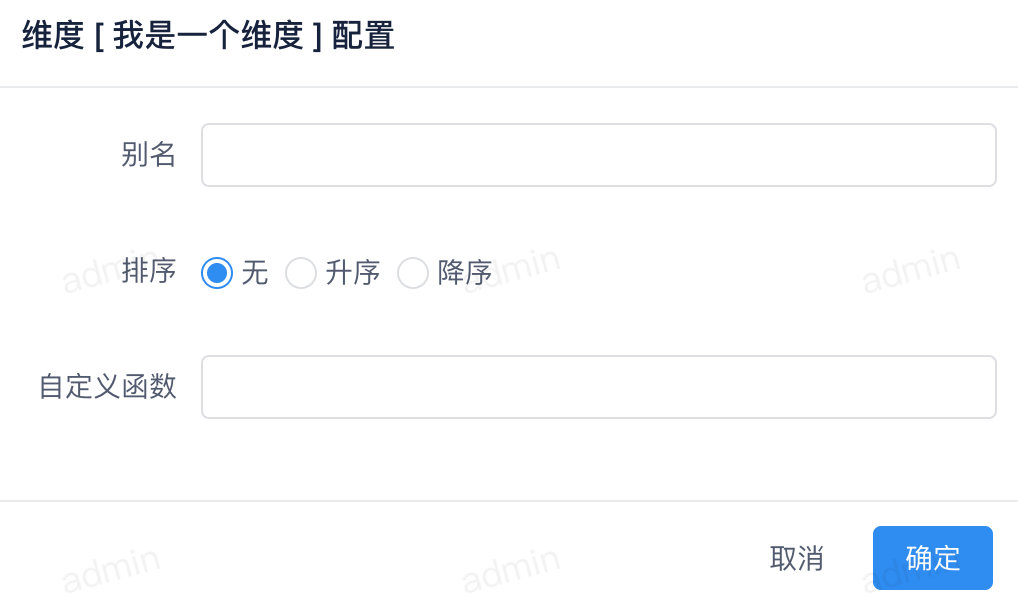 维度 [ 我是一个维度 ] 配置
别名
排序 无 升序 降序
admin admin admin
自定义函数
取消 确定
admin admin admin